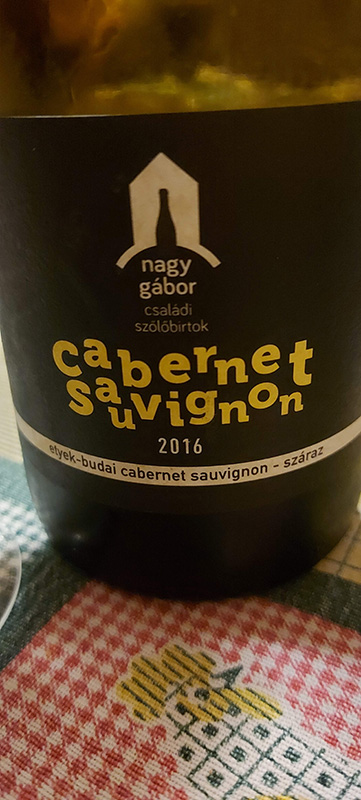 nagy
gábor
családi
szőlőbirtok
cabernet
sauvignon
2016
etyek-budai cabernet sauvignon - száraz